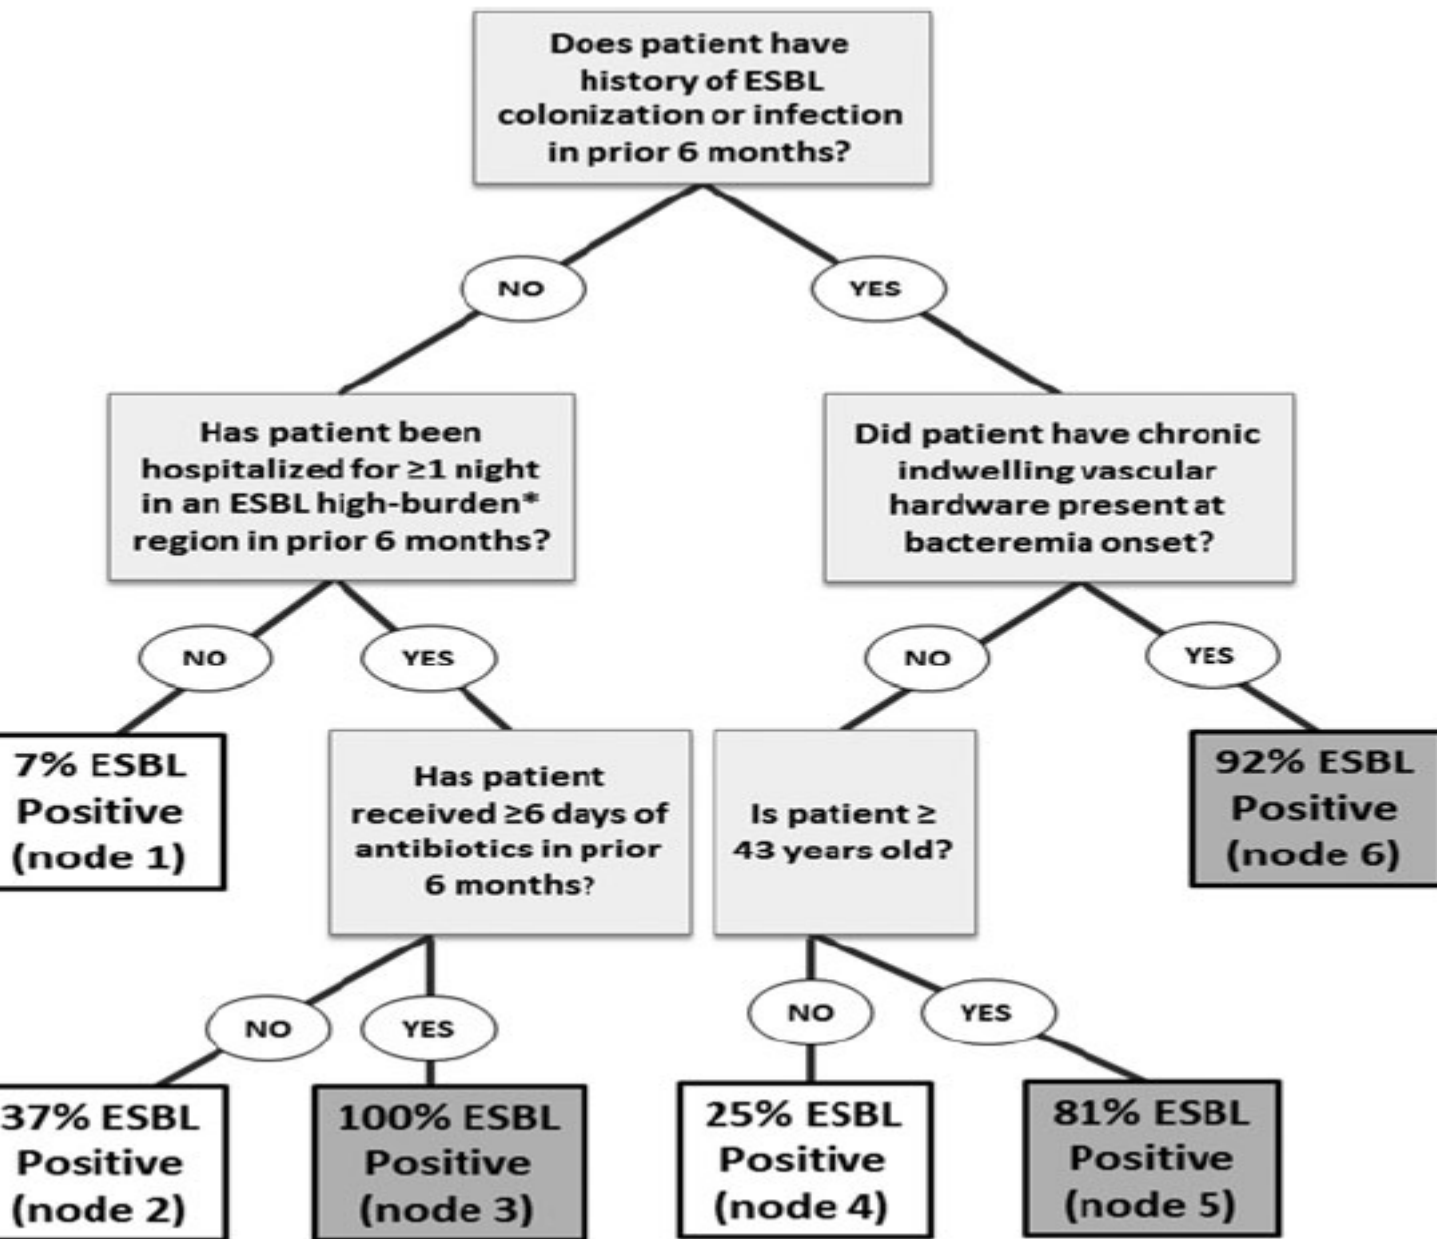 Does patient have
history of ESBL
colonization or infection
in prior 6 months?
NO
YES
Has patient been
hospitalized for ≥1 night
in an ESBL high-burden*
region in prior 6 months?
Did patient have chronic
indwelling vascular
hardware present at
bacteremia onset?
NO
YES
NO
YES
7% ESBL
Positive
(node 1)
Has patient
received ≥6 days of
antibiotics in prior
6 months?
Is patient ≥
43 years old?
92% ESBL
Positive
(node 6)
NO
YES
NO
YES
37% ESBL
Positive
(node 2)
100% ESBL
Positive
(node 3)
25% ESBL
Positive
(node 4)
81% ESBL
Positive
(node 5)